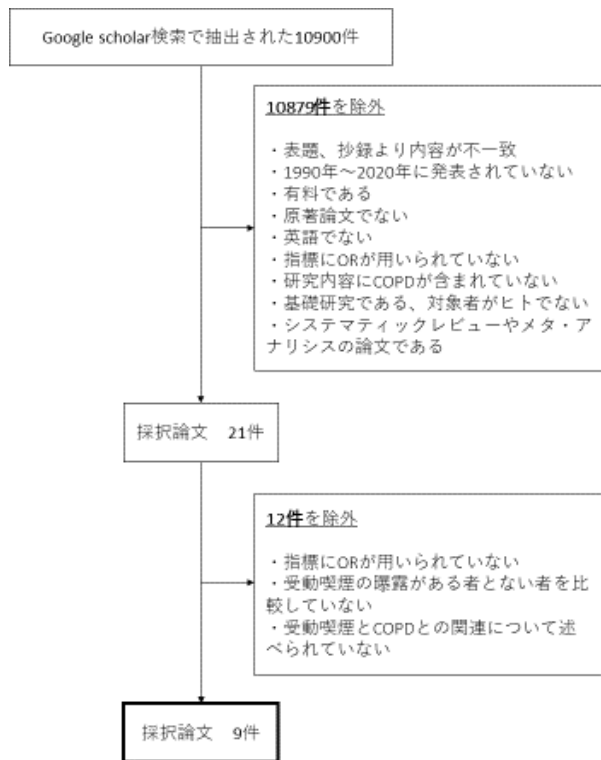 Google scholar検索で抽出された10900件
10879件を除外
・表題、抄録より内容が不一致
・1990年～2020年に発表されていない
・有料である
・原著論文でない
・英語でない
・指標にORが用いられていない
・研究内容にCOPDが含まれていない
・基礎研究である、対象者がヒトでない
・システマティックレビューやメタ・ア
ナリシスの論文である
採択論文　21件
12件を除外
・指標にORが用いられていない
・受動喫煙の曝露がある者とない者を比
較していない
・受動喫煙とCOPDとの関連について述
べられていない
採択論文　9件